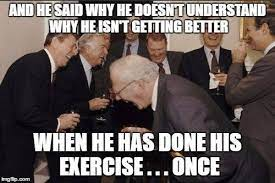 AND HE SAID WHY HE DOESN'T UNDERSTAND
WHY HE ISN'T GETTING BETTER
WHEN HE HAS DONE HIS
EXERCISE . . . ONCE
imgflip.com